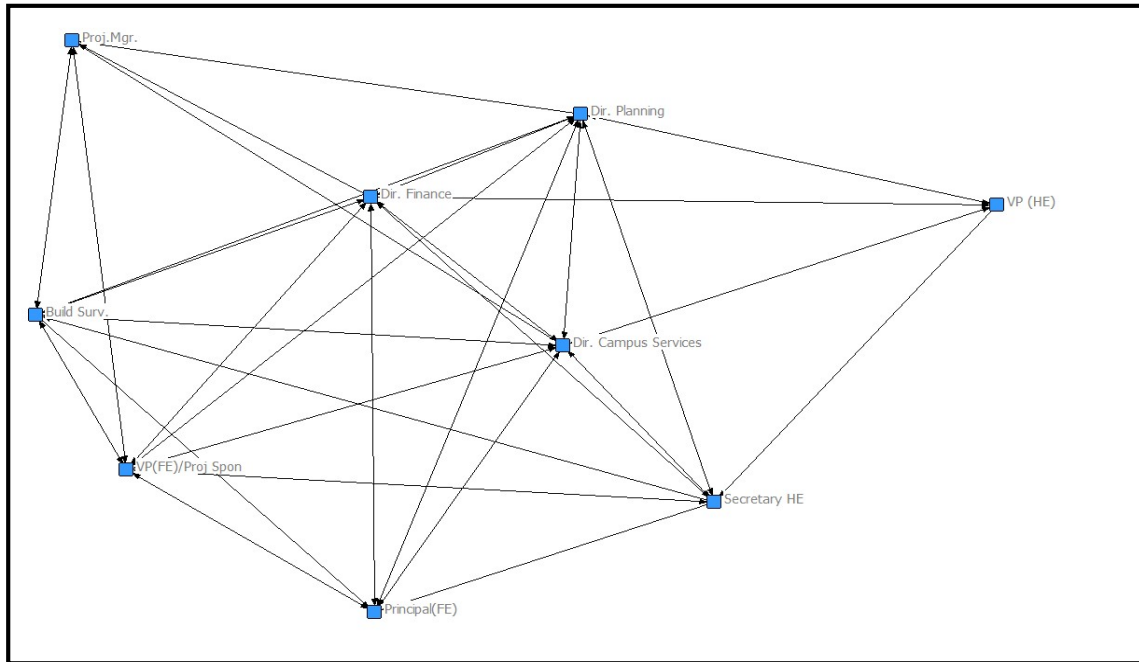 Proj.Mgr.
Dir. Planning
Dir. Finance
VP (HE)
Build Surv.
Dir. Campus Services
VP(FE)/Proj Spon
Secretary HE
Principal(FE)